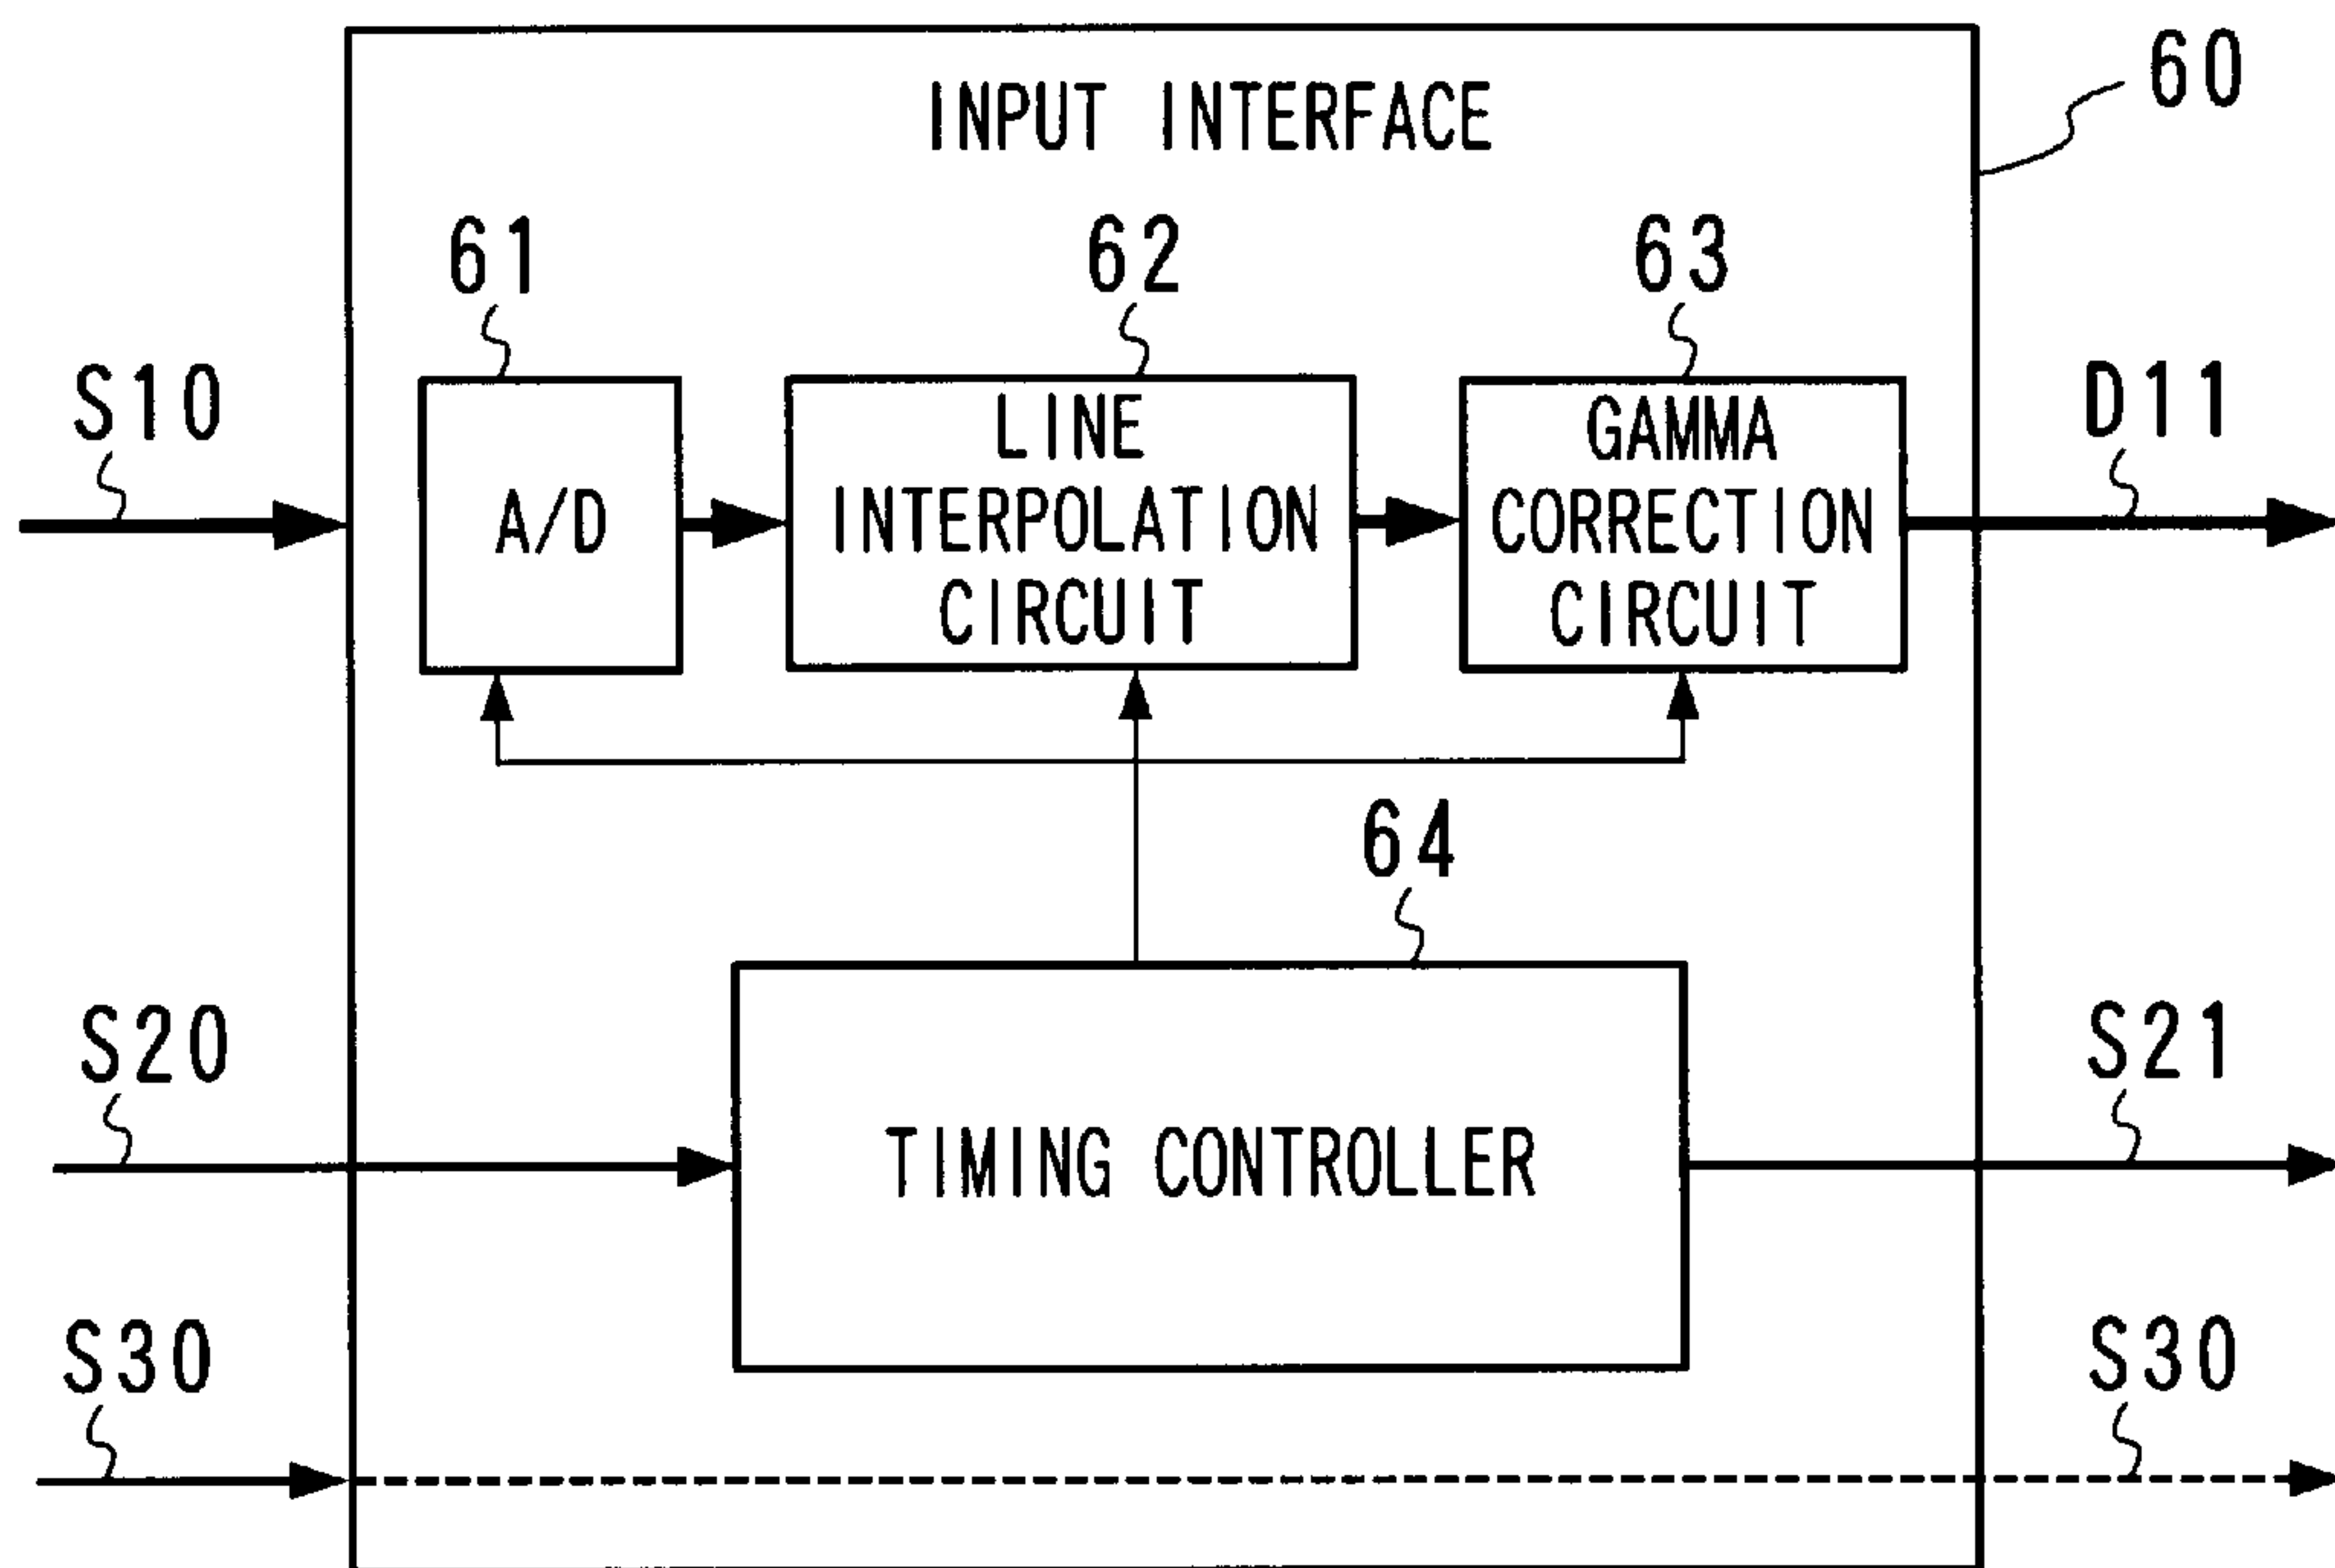 INPUT INTERFACE
60
61
62
63
S10
A/D
LINE
INTERPOLATION
CIRCUIT
GAMMA
CORRECTION
CIRCUIT
D11
64
S20
TIMING CONTROLLER
S21
S30
S30